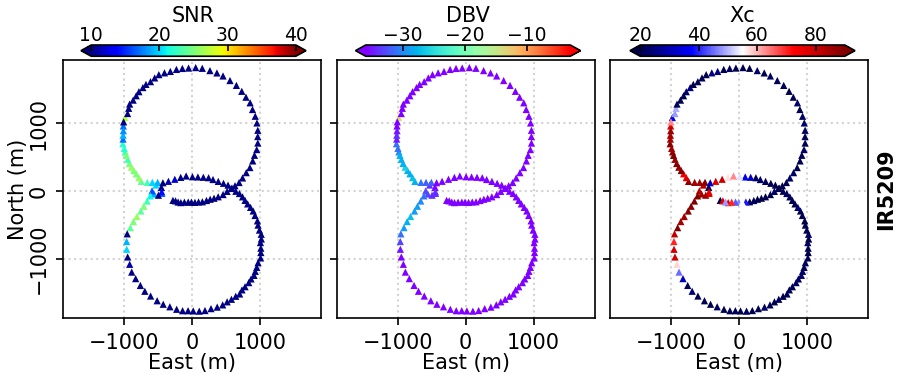 SNR DBV Xc
10 20 30 40 −30 −20 −10 20 40 60 80
1000
0
−1000
North (m)
IR5209
−1000 0 1000 −1000 0 1000 −1000 0 1000
East (m) East (m) East (m)